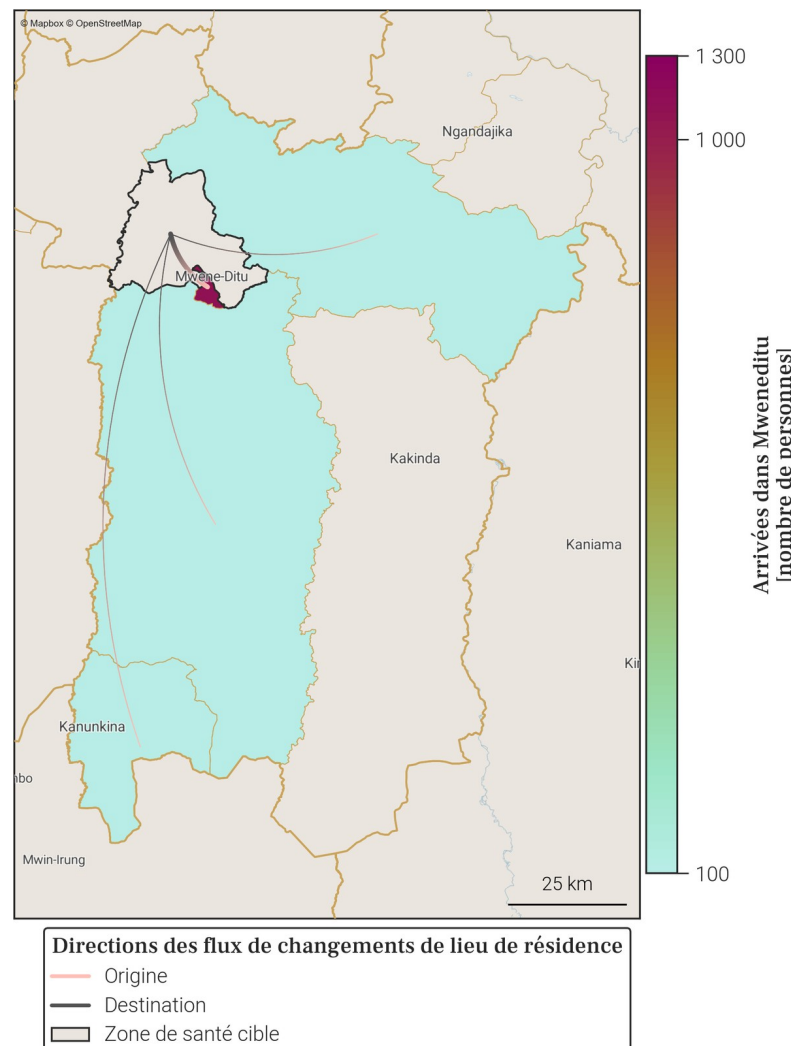 © Mapbox © OpenStreetMap
Ngandajika
Mwene-Ditu
Kakinda
Kaniama
Kanunkina
Mwin-Irung
25 km
1 300
1 000
100
Arrivées dans Mweneditu
[nombre de personnes]
Directions des flux de changements de lieu de résidence
Origine
Destination
Zone de santé cible